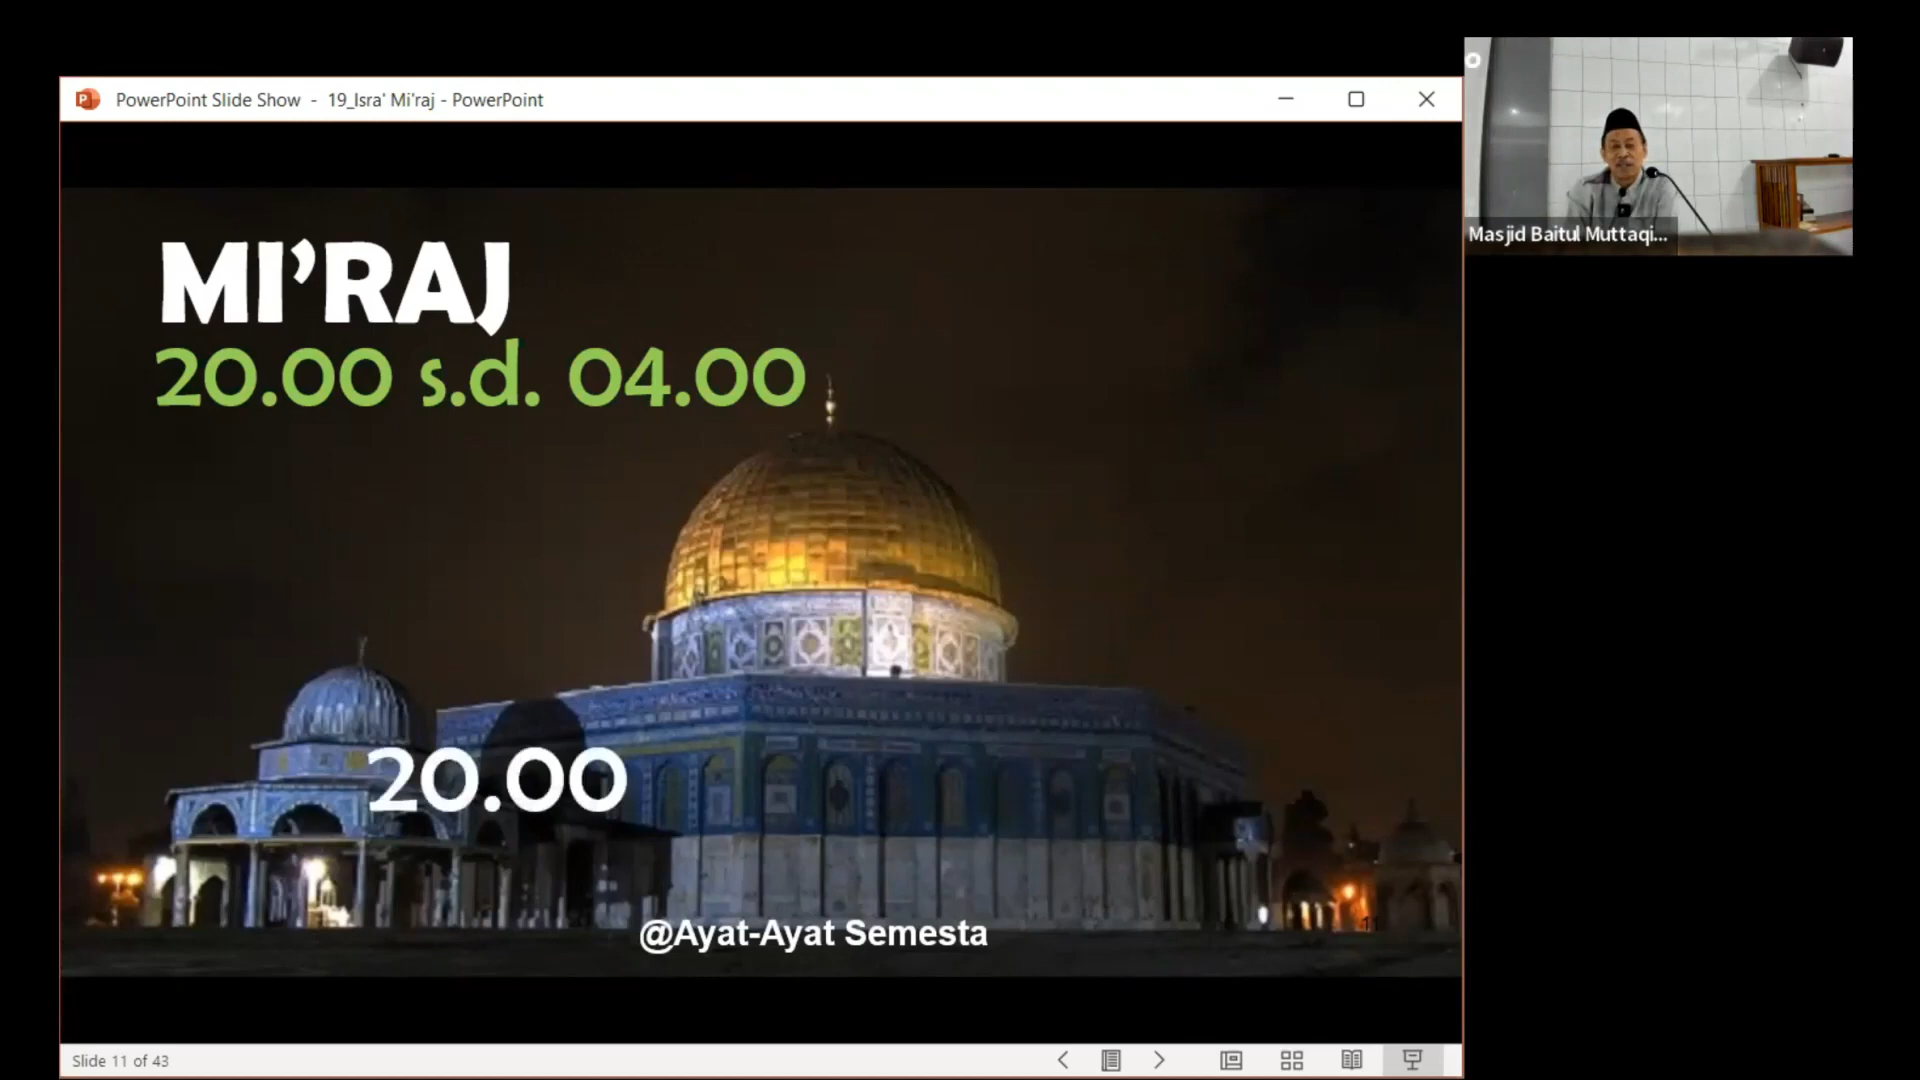 PowerPoint Slide Show - 19_Isra' Mi'raj - PowerPoint
Masjid Baitul Muttaqi...
MI’RAJ
20.00 s.d. 04.00
20.00
@Ayat-Ayat Semesta
11
Slide 11 of 43